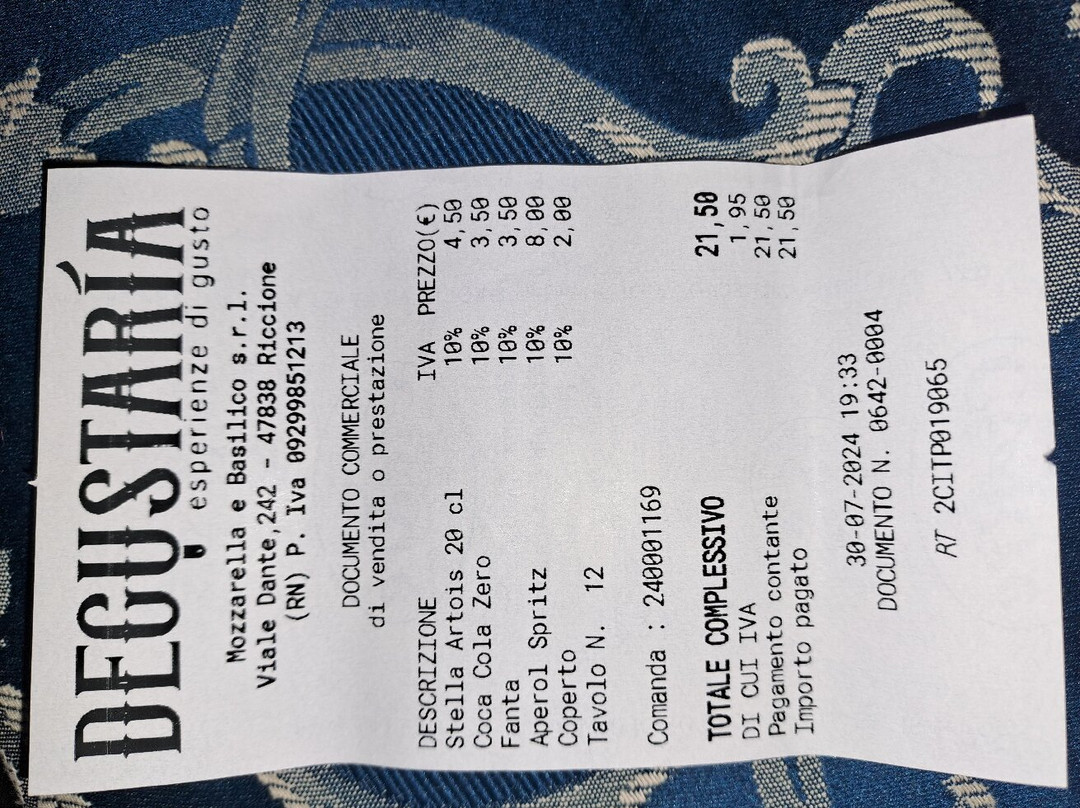 DEGUSTARÍA
esperienze di gusto
Mozzarella e Basilico s.r.l.
Viale Dante,242 - 47838 Riccione
(RN) P. Iva 09299851213
DOCUMENTO COMMERCIALE
di vendita o prestazione
DESCRIZIONE IVA PREZZO(€)
Stella Artois 20 cl 10% 4,50
Coca Cola Zero 10% 3,50
Fanta 10% 3,50
Aperol Spritz 10% 8,00
Coperto 10% 2,00
Tavolo N. 12
Comanda : 240001169
TOTALE COMPLESSIVO 21,50
DI CUI IVA 1,95
Pagamento contante 21,50
Importo pagato 21,50
30-07-2024 19:33
DOCUMENTO N. 0642-0004
RT 2CITP019065